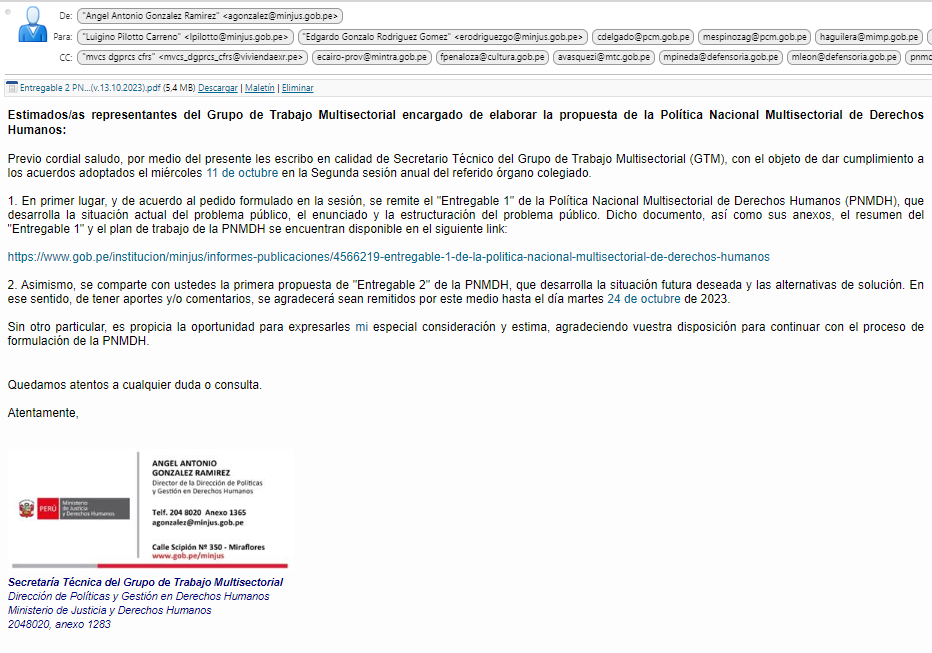 De: "Angel Antonio Gonzalez Ramirez" <agonzalez@minjus.gob.pe>
Para: "Luigino Pilotto Carreno" <lpilotto@minjus.gob.pe> "Edgardo Gonzalo Rodriguez Gomez" <erodriguezgo@minjus.gob.pe> cdelgado@pcm.gob.pe mespinozag@pcm.gob.pe haguilera@mimp.gob.pe
CC: "mvcs dgprcs cfrs" <mvcs_dgprcs_cfrs@viviendaexr.pe> ecairo-prov@mintra.gob.pe fpenaloza@cultura.gob.pe avasquezi@mtc.gob.pe mpineda@defensoria.gob.pe mleon@defensoria.gob.pe pnmo
Entregable 2 PN...(v.13.10.2023).pdf (5,4 MB) Descargar | Maletín | Eliminar
Estimados/as representantes del Grupo de Trabajo Multisectorial encargado de elaborar la propuesta de la Política Nacional Multisectorial de Derechos
Humanos:
Previo cordial saludo, por medio del presente les escribo en calidad de Secretario Técnico del Grupo de Trabajo Multisectorial (GTM), con el objeto de dar cumplimiento a
los acuerdos adoptados el miércoles 11 de octubre en la Segunda sesión anual del referido órgano colegiado.
1. En primer lugar, y de acuerdo al pedido formulado en la sesión, se remite el "Entregable 1" de la Política Nacional Multisectorial de Derechos Humanos (PNMDH), que
desarrolla la situación actual del problema público, el enunciado y la estructuración del problema público. Dicho documento, así como sus anexos, el resumen del
"Entregable 1" y el plan de trabajo de la PNMDH se encuentran disponible en el siguiente link:
https://www.gob.pe/institucion/minjus/informes-publicaciones/4566219-entregable-1-de-la-politica-nacional-multisectorial-de-derechos-humanos
2. Asimismo, se comparte con ustedes la primera propuesta de "Entregable 2" de la PNMDH, que desarrolla la situación futura deseada y las alternativas de solución. En
ese sentido, de tener aportes y/o comentarios, se agradecerá sean remitidos por este medio hasta el día martes 24 de octubre de 2023.
Sin otro particular, es propicia la oportunidad para expresarles mi especial consideración y estima, agradeciendo vuestra disposición para continuar con el proceso de
formulación de la PNMDH.
Quedamos atentos a cualquier duda o consulta.
Atentamente,
PERÚ
Ministerio
de Justicia
y Derechos Humanos
ANGEL ANTONIO
GONZALEZ RAMIREZ
Director de la Dirección de Políticas
y Gestión en Derechos Humanos
Telf. 204 8020 Anexo 1365
agonzalez@minjus.gob.pe
Calle Scipión Nº 350 - Miraflores
www.gob.pe/minjus
Secretaría Técnica del Grupo de Trabajo Multisectorial
Dirección de Políticas y Gestión en Derechos Humanos
Ministerio de Justicia y Derechos Humanos
2048020, anexo 1283